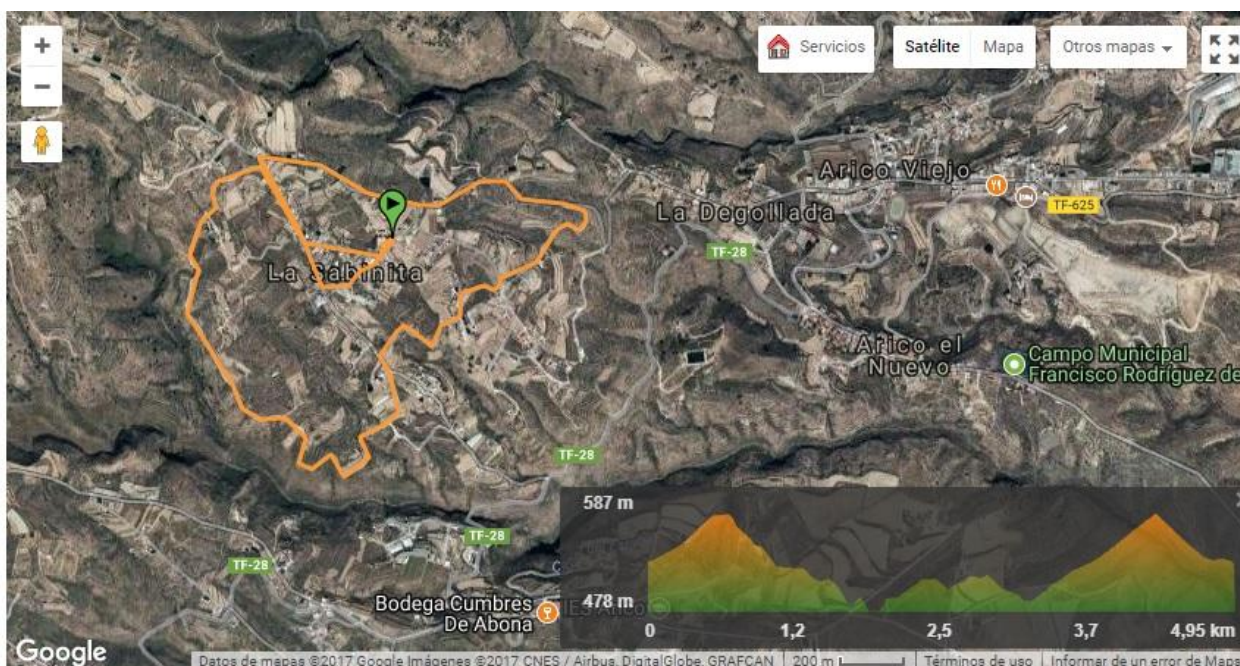 +
−
Servicios
Satélite
Mapa
Otros mapas
Arico Viejo
TF-625
La Degollada
TF-28
La Sabinita
Arico el
Nuevo
Campo Municipal
Francisco Rodríguez de
TF-28
TF-28
TF-28
Bodega Cumbres
De Abona
IES Arico
587 m
478 m
0
1,2
2,5
3,7
4,95 km
Google
Datos de mapas ©2017 Google Imágenes ©2017 CNES / Airbus, DigitalGlobe, GRAFCAN
200 m
Términos de uso
Informar de un error de Maps